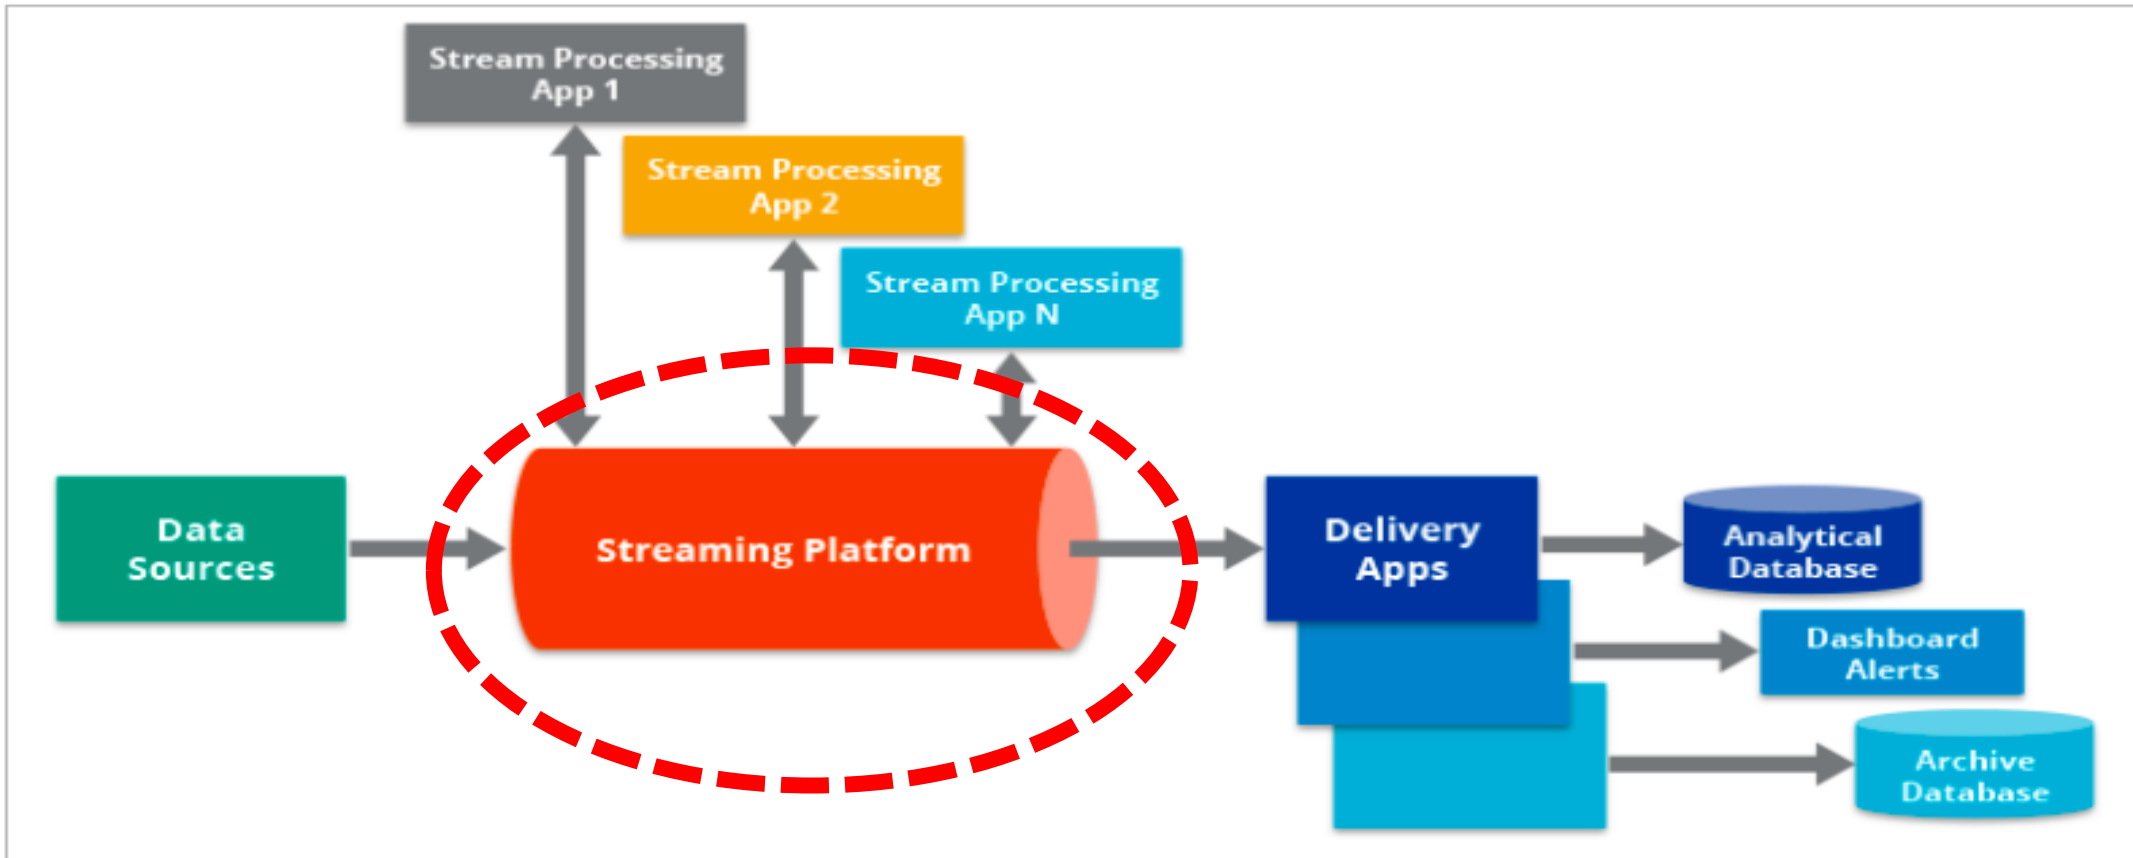 Stream Processing
App 1
Stream Processing
App 2
Stream Processing
App N
Data
Sources
Streaming Platform
Delivery
Apps
Analytical
Database
Dashboard
Alerts
Archive
Database